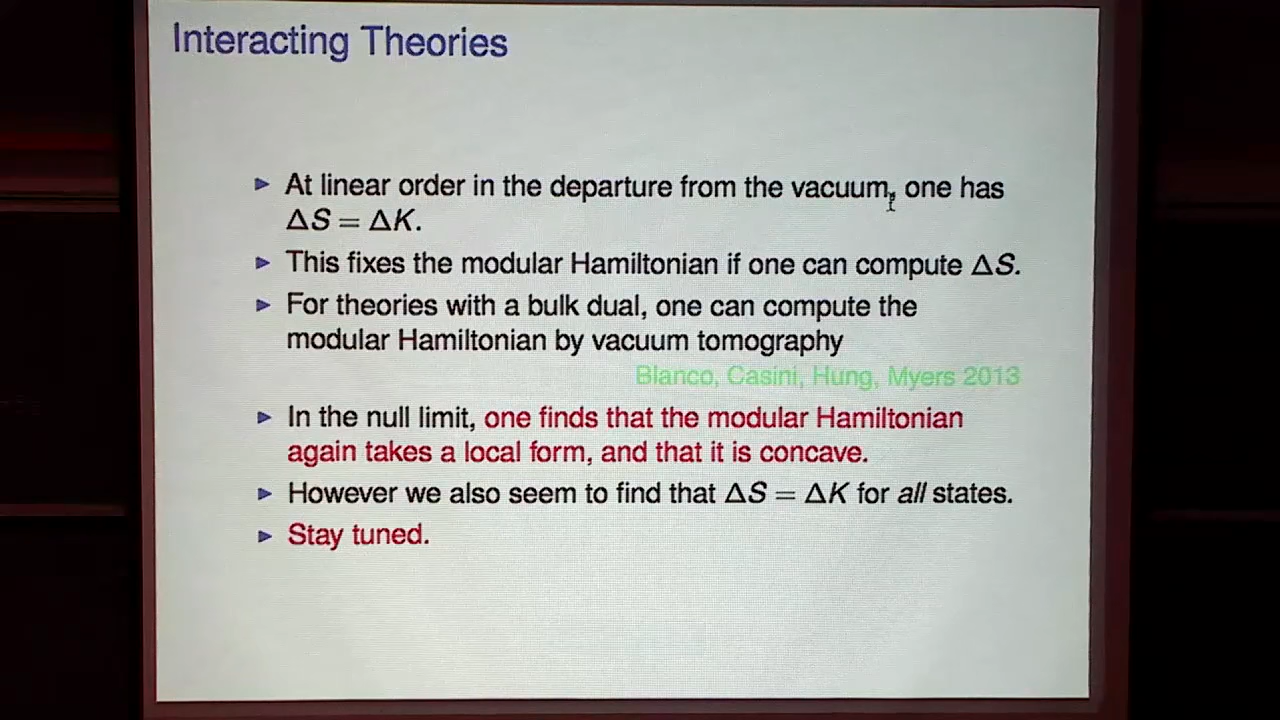 Interacting Theories
At linear order in the departure from the vacuum, one has
ΔS = ΔK.
This fixes the modular Hamiltonian if one can compute ΔS.
For theories with a bulk dual, one can compute the
modular Hamiltonian by vacuum tomography
Blanco, Casini, Hung, Myers 2013
In the null limit, one finds that the modular Hamiltonian
again takes a local form, and that it is concave.
However we also seem to find that ΔS = ΔK for all states.
Stay tuned.